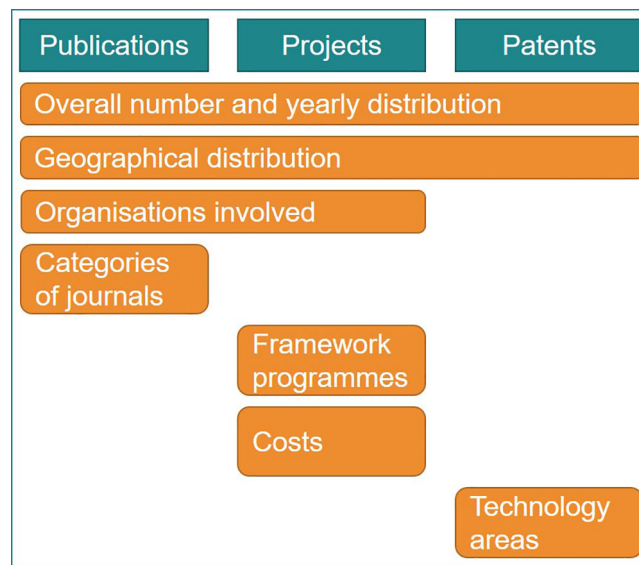 Publications Projects Patents
Overall number and yearly distribution
Geographical distribution
Organisations involved
Categories
of journals
Framework
programmes
Costs
Technology
areas